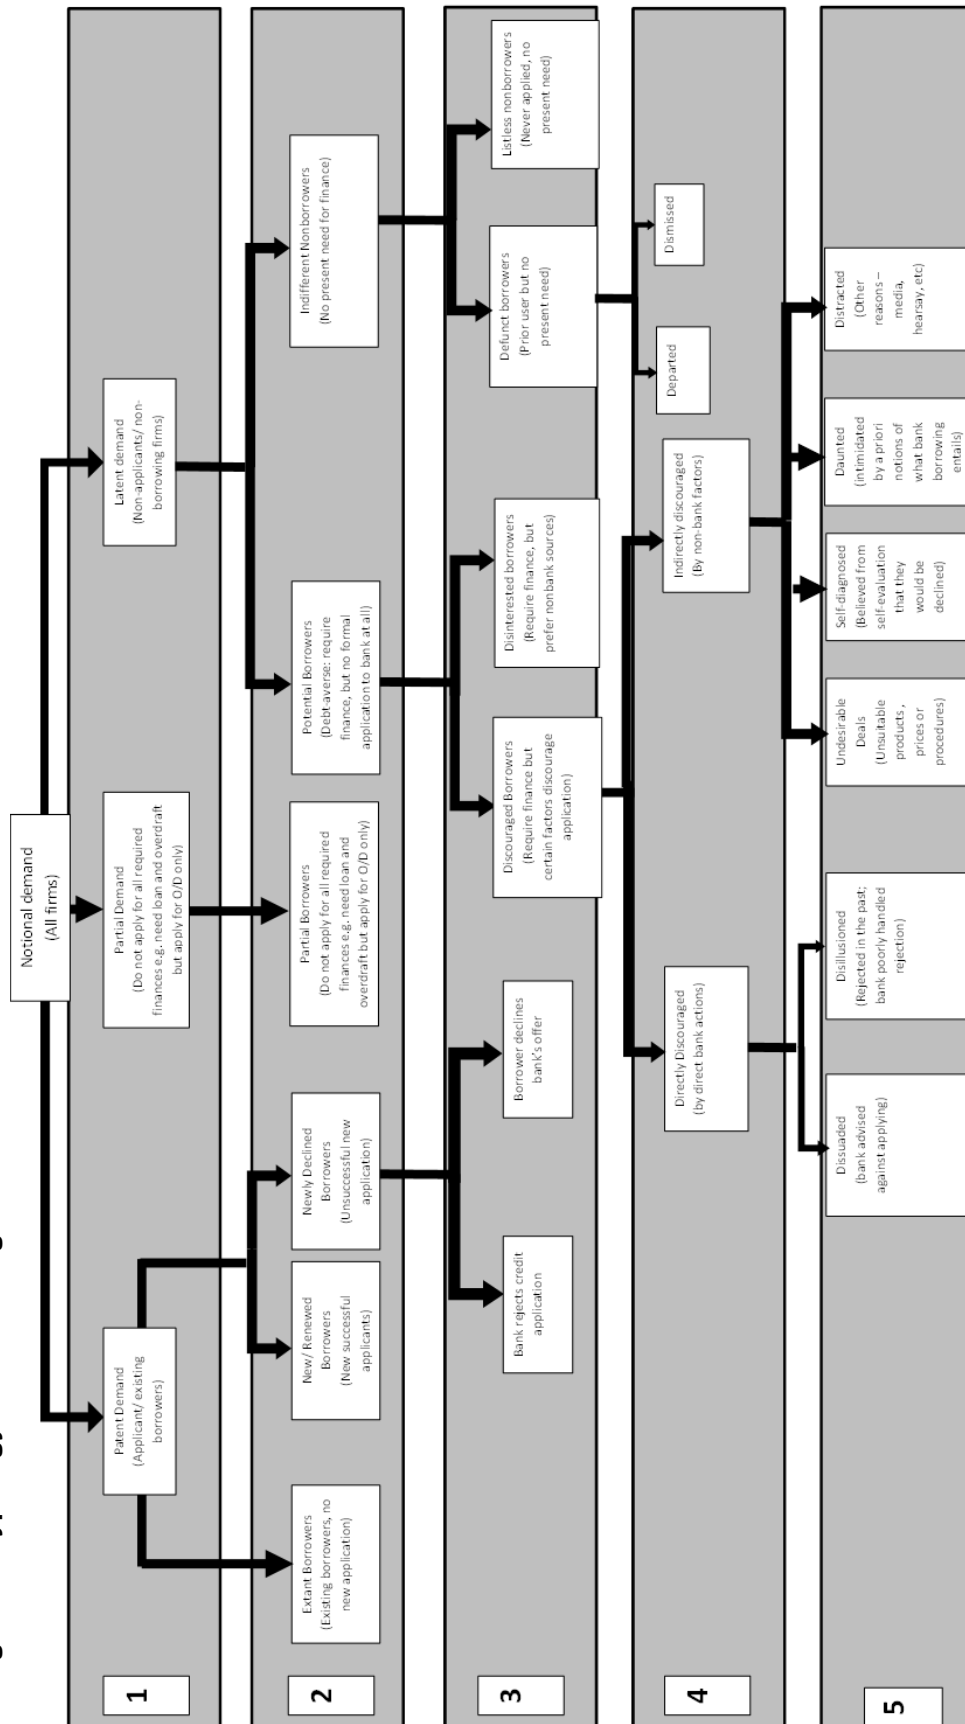 Notional demand
(All firms)
1
Patent Demand
(Applicant/ existing
borrowers)
Partial Demand
(Do not apply for all required
finances e.g. need loan and overdraft
but apply for O/D only)
Latent demand
(Non-applicants/ non-
borrowing firms)
2
Extant Borrowers
(Existing borrowers, no
new application)
New/ Renewed
Borrowers
(New successful
applicants)
Newly Declined
Borrowers
(Unsuccessful new
application)
Partial Borrowers
(Do not apply for all required
finances e.g. need loan and
overdraft but apply for O/D only)
Potential Borrowers
(Debt-averse: require
finance, but no formal
application to bank at all)
Indifferent Nonborrowers
(No present need for finance)
3
Bank rejects credit
application
Borrower declines
bank's offer
Discouraged Borrowers
(Require finance but
certain factors discourage
application)
Disinterested borrowers
(Require finance, but
prefer nonbank sources)
Defunct borrowers
(Prior user but no
present need)
Listless nonborrowers
(Never applied, no
present need)
4
Directly Discouraged
(by direct bank actions)
Indirectly discouraged
(By non-bank factors)
Departed
Dismissed
5
Dissuaded
(bank advised
against applying)
Disillusioned
(Rejected in the past;
bank poorly handled
rejection)
Undesirable
Deals
(Unsuitable
products ,
prices or
procedures)
Self-diagnosed
(Believed from
self-evaluation
that they
would be
declined)
Daunted
(intimidated
by a priori
notions of
what bank
borrowing
entails)
Distracted
(Other
reasons –
media,
hearsay, etc)